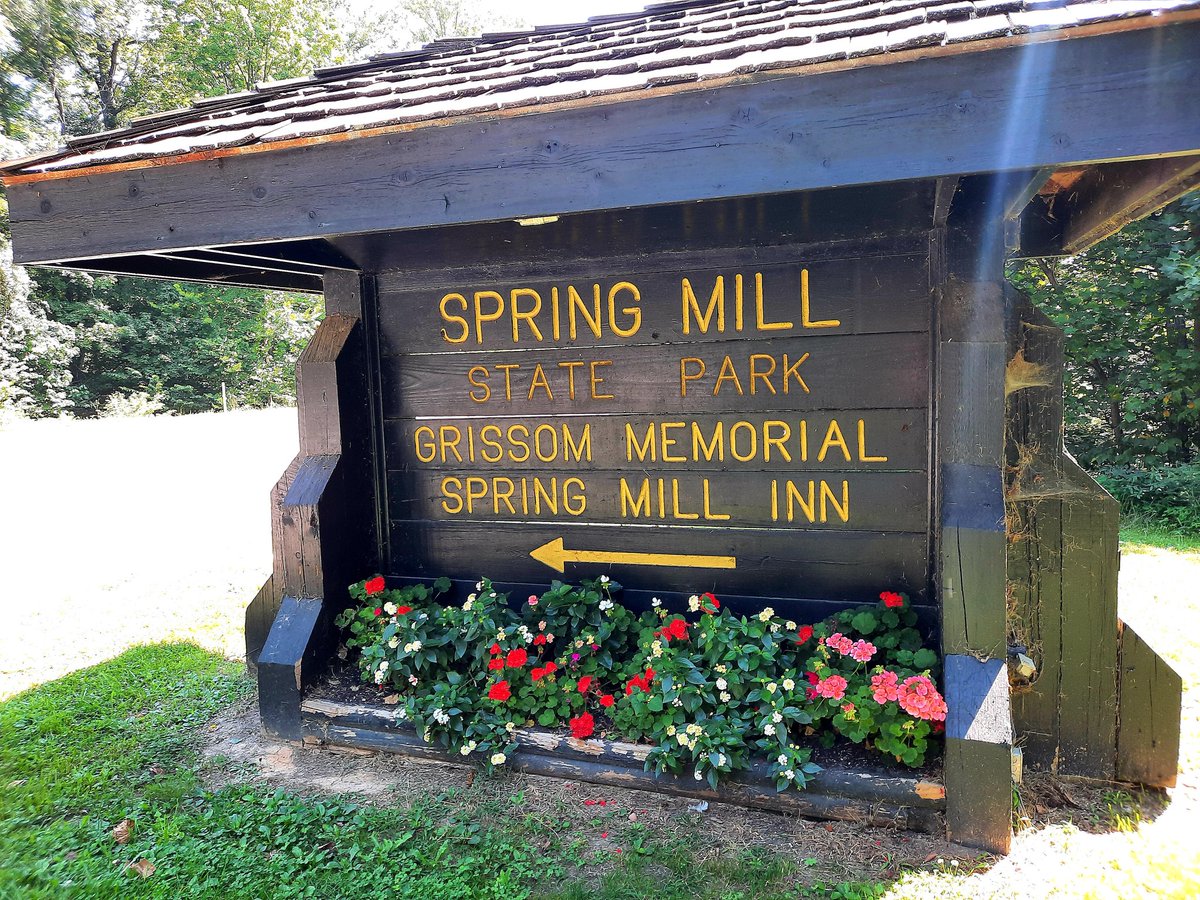 SPRING MILL
STATE PARK
GRISSOM MEMORIAL
SPRING MILL INN